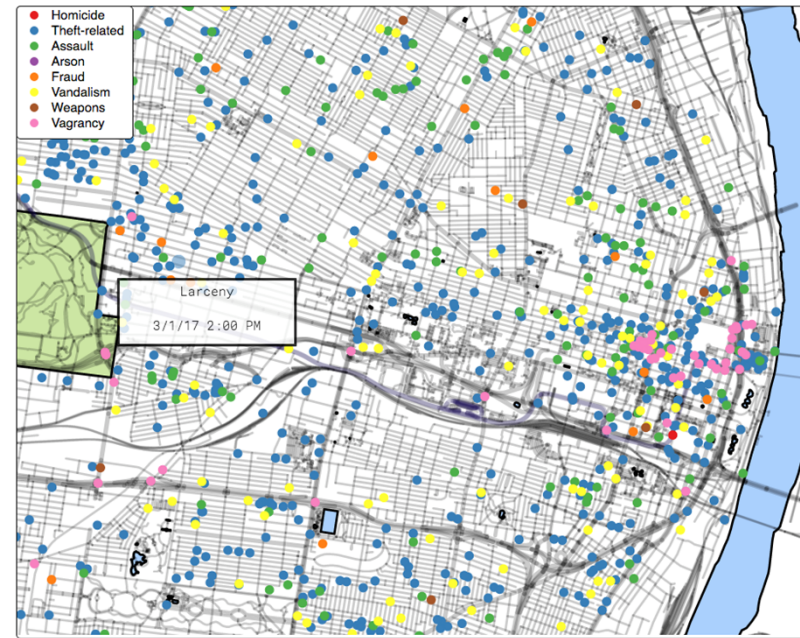 Homicide
Theft-related
Assault
Arson
Fraud
Vandalism
Weapons
Vagrancy
Larceny
3/1/17 2:00 PM